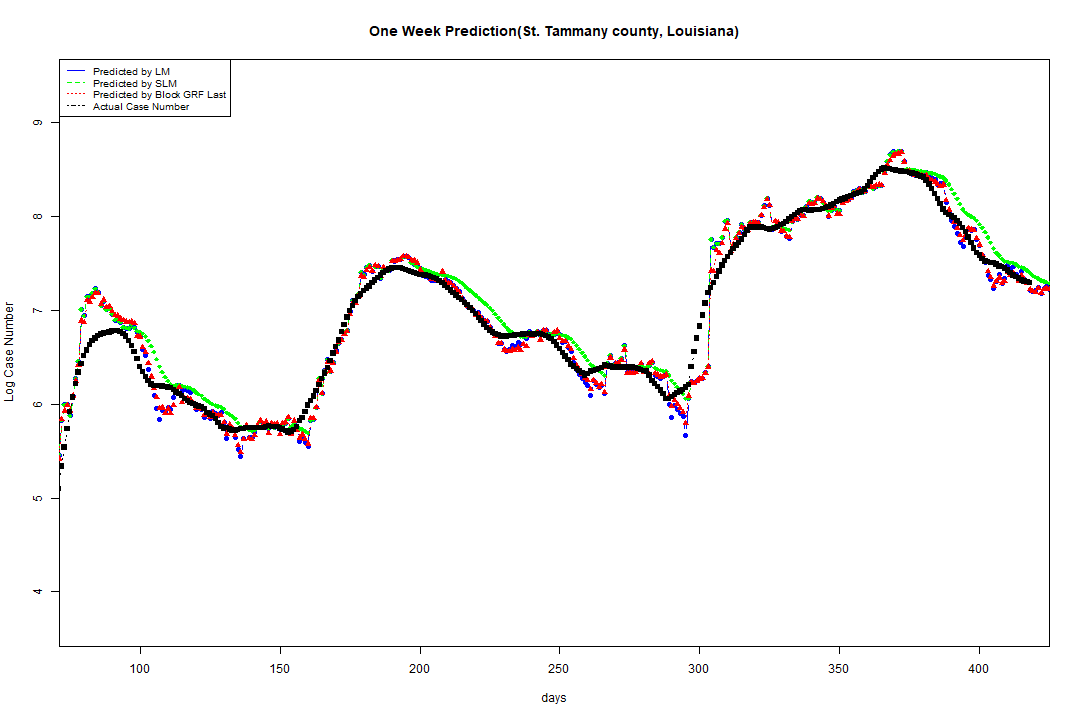 One Week Prediction(St. Tammany county, Louisiana)
Predicted by LM
Predicted by SLM
Predicted by Block GRF Last
Actual Case Number
Log Case Number
9
8
7
6
5
4
100 150 200 250 300 350 400
days